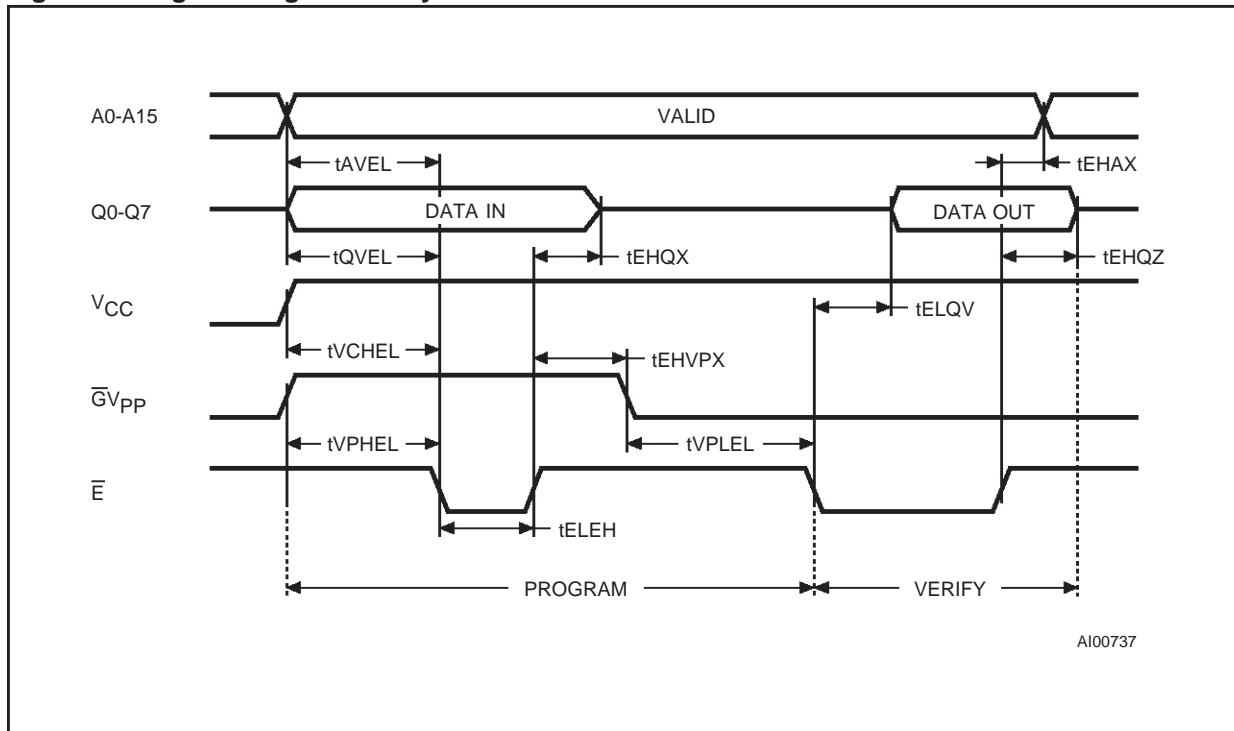 A0-A15
VALID
tAVEL
tEHAX
Q0-Q7
DATA IN
DATA OUT
tQVEL
tEHQX
tEHQZ
VCC
tELQV
tVCHEL
tEHVPX
G̅VPP
tVPHEL
tVPLEL
E̅
tELEH
PROGRAM
VERIFY
AI00737